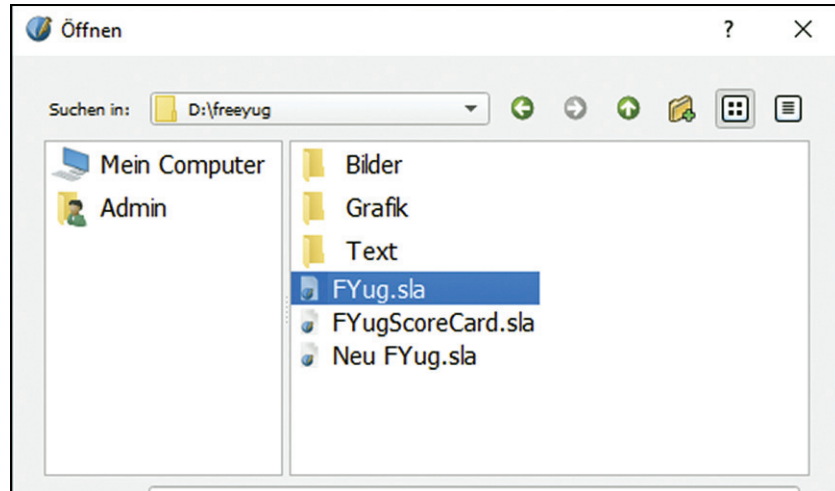 Öffnen ?
Suchen in: D:\freeyug
Mein Computer
Admin
Bilder
Grafik
Text
FYug.sla
FYugScoreCard.sla
Neu FYug.sla